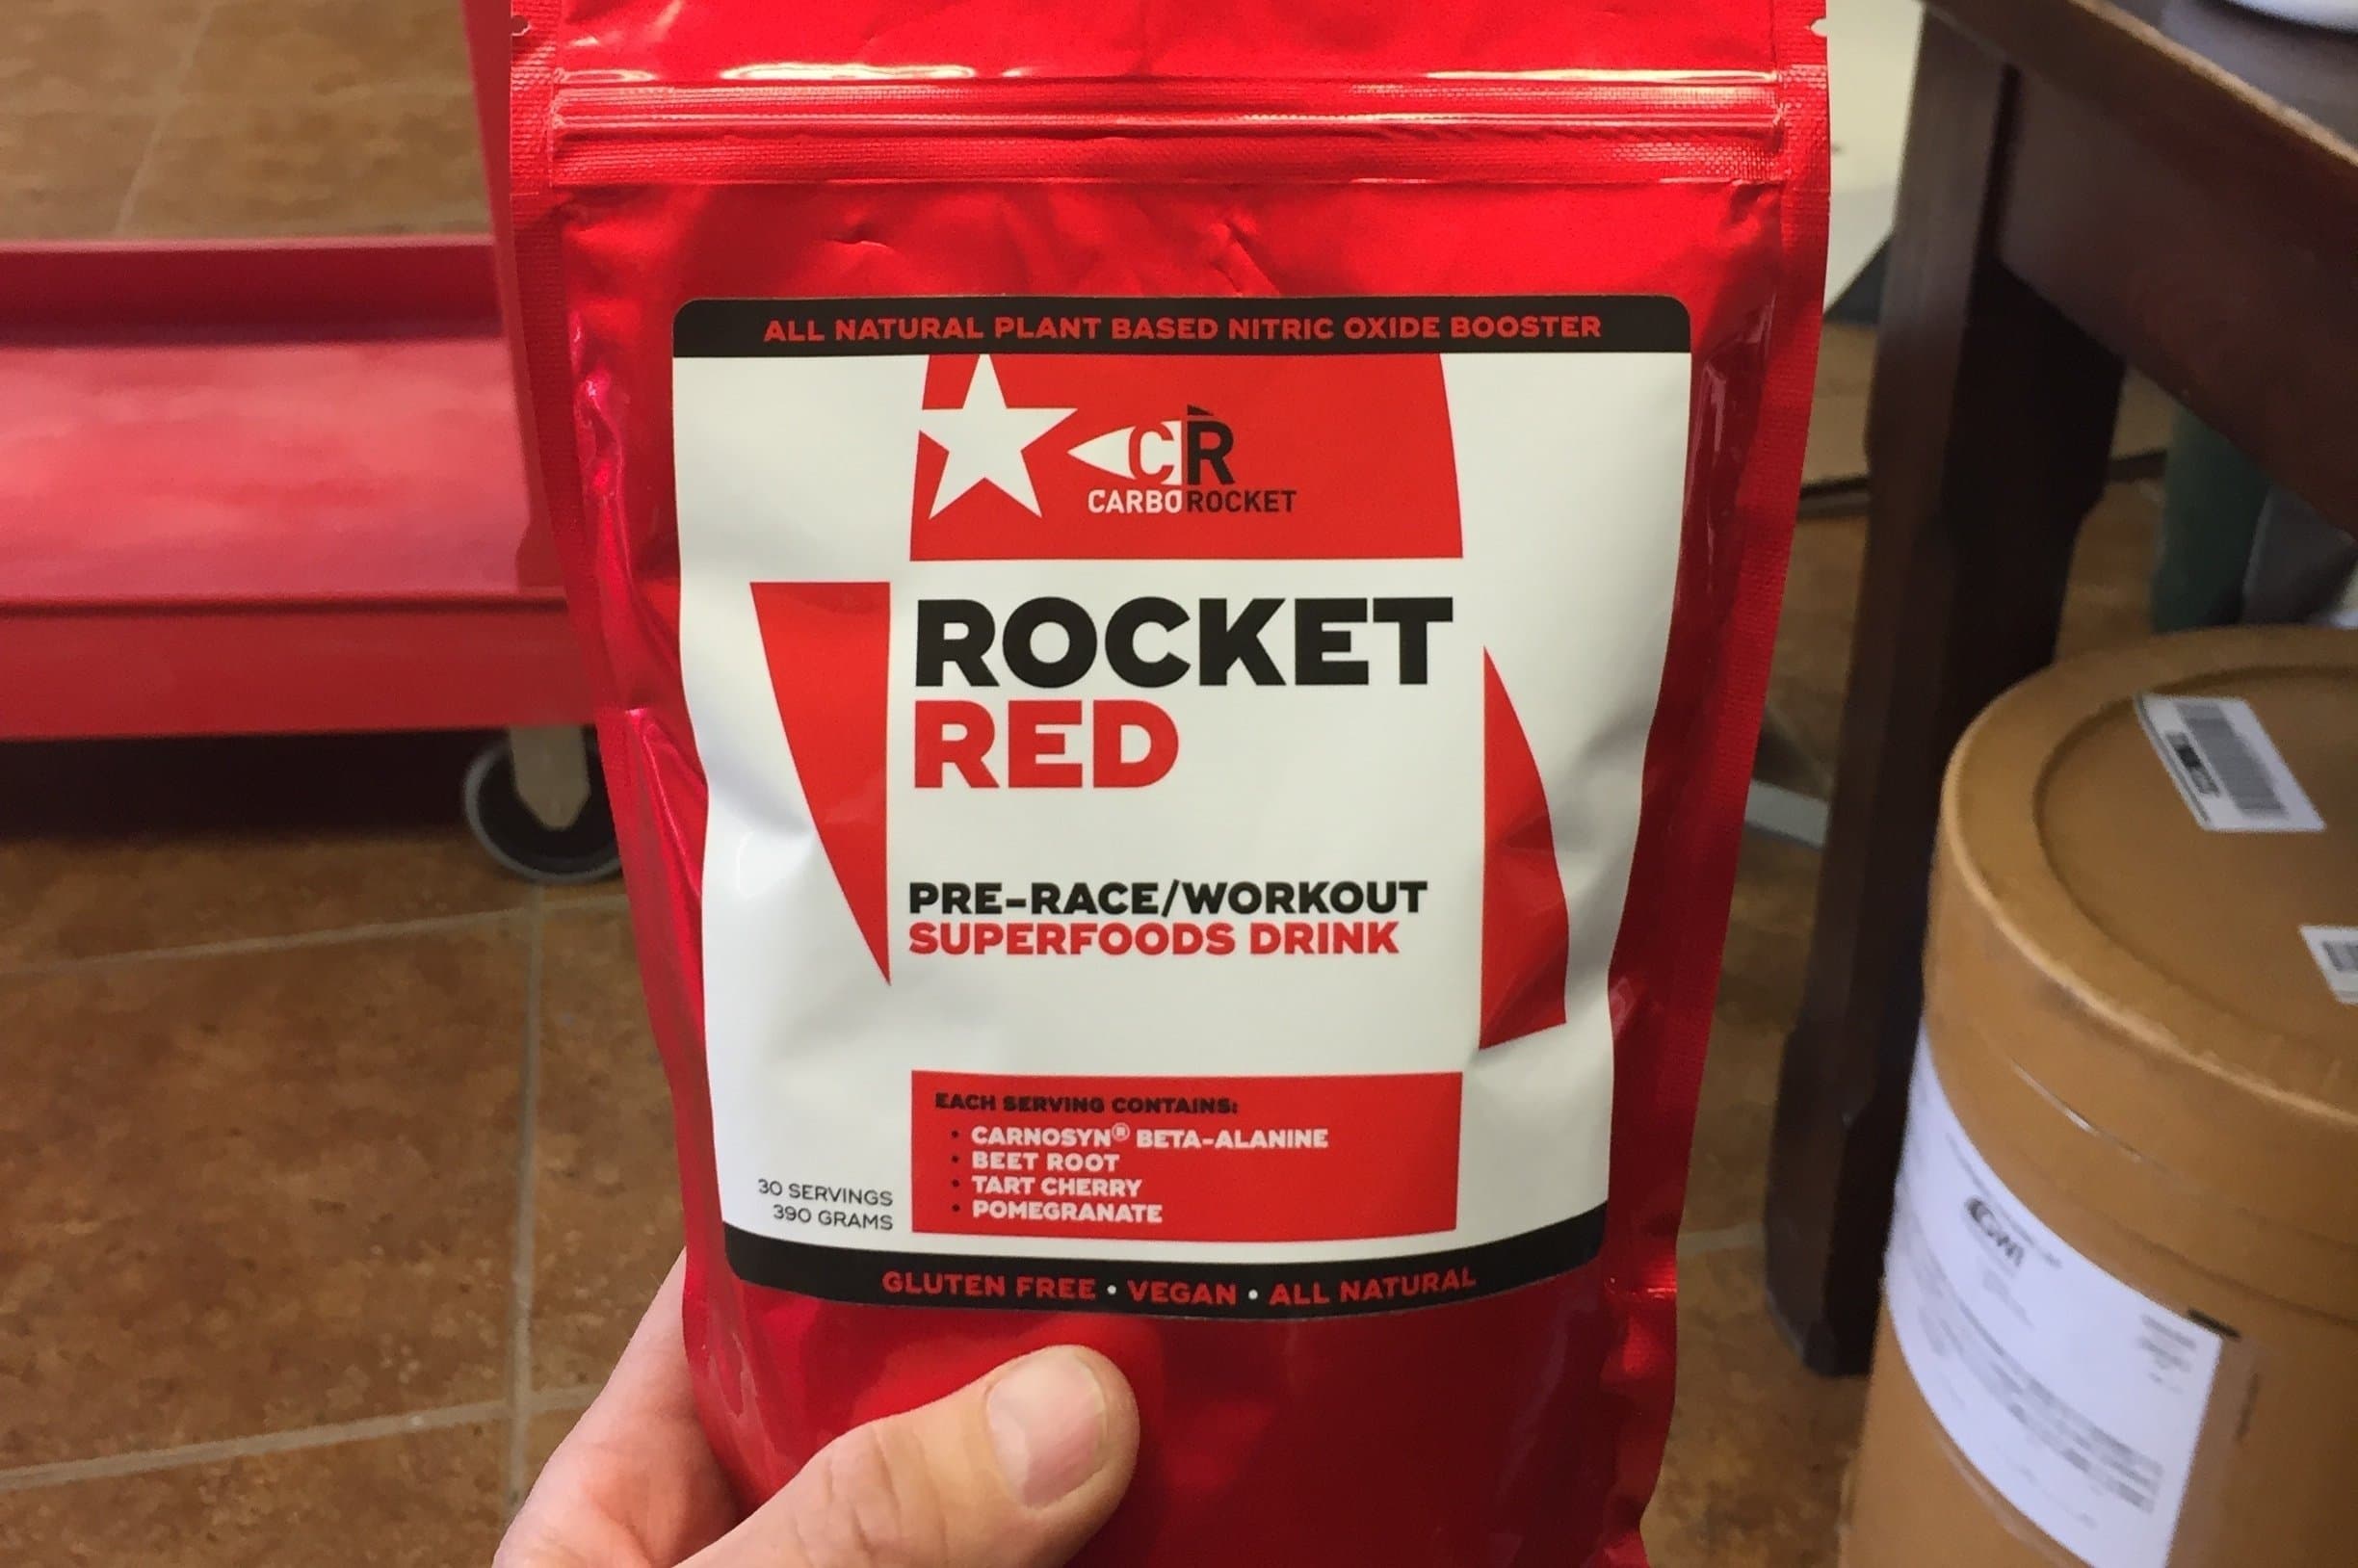 ALL NATURAL PLANT BASED NITRIC OXIDE BOOSTER
CR
CARBOROCKET
ROCKET
RED
PRE-RACE/WORKOUT
SUPERFOODS DRINK
EACH SERVING CONTAINS:
• CARNOSYN® BETA-ALANINE
• BEET ROOT
• TART CHERRY
• POMEGRANATE
30 SERVINGS
390 GRAMS
GLUTEN FREE • VEGAN • ALL NATURAL